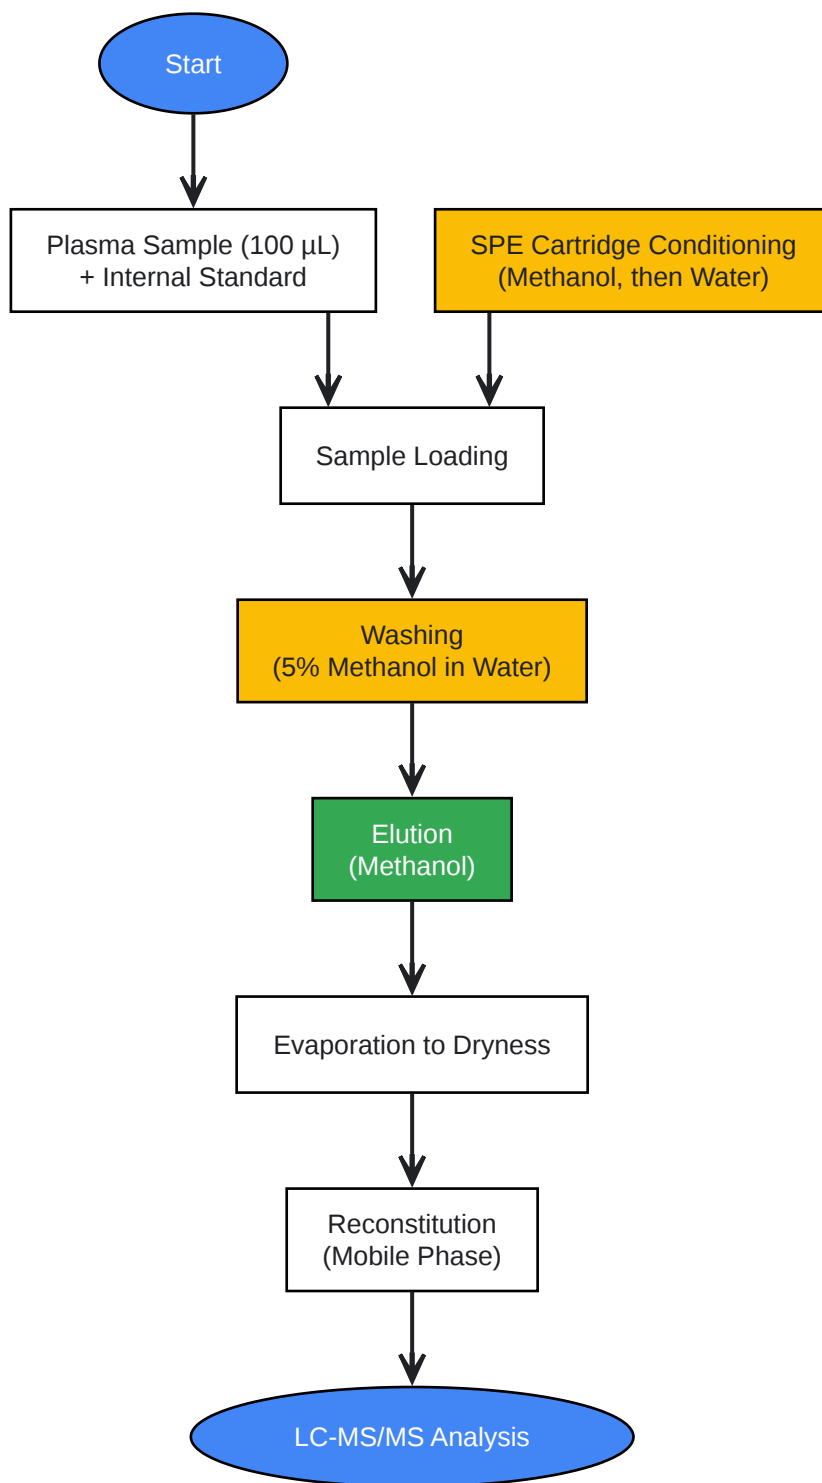 Start
Plasma Sample (100 µL)
+ Internal Standard
SPE Cartridge Conditioning
(Methanol, then Water)
Sample Loading
Washing
(5% Methanol in Water)
Elution
(Methanol)
Evaporation to Dryness
Reconstitution
(Mobile Phase)
LC-MS/MS Analysis